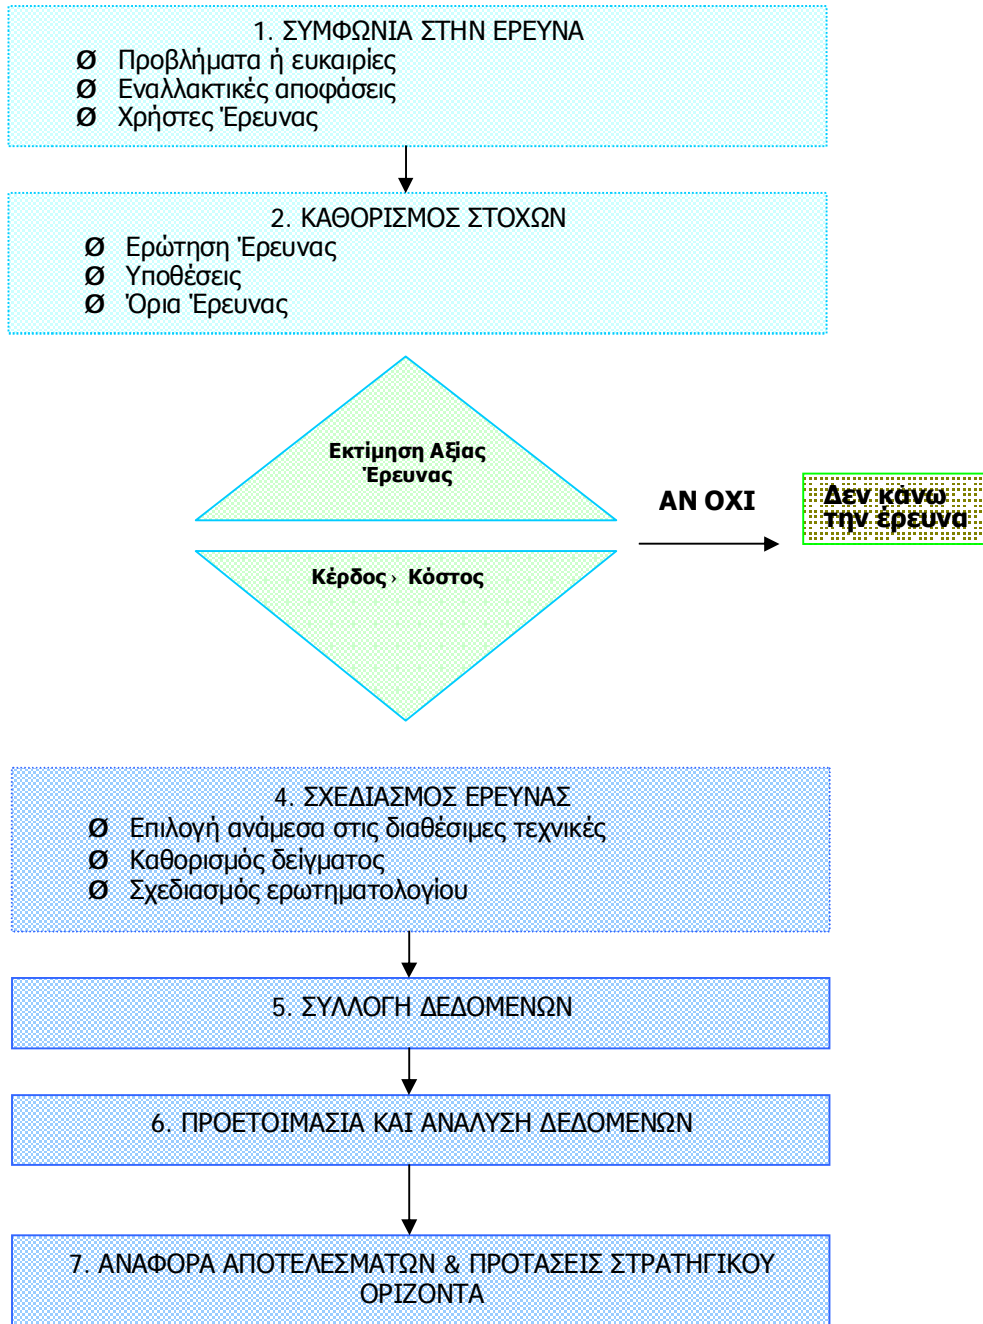 1. ΣΥΜΦΩΝΙΑ ΣΤΗΝ ΕΡΕΥΝΑ
Ø Προβλήματα ή ευκαιρίες
Ø Εναλλακτικές αποφάσεις
Ø Χρήστες Έρευνας
2. ΚΑΘΟΡΙΣΜΟΣ ΣΤΟΧΩΝ
Ø Ερώτηση Έρευνας
Ø Υποθέσεις
Ø Όρια Έρευνας
Εκτίμηση Αξίας
Έρευνας
ΑΝ ΟΧΙ
Δεν κάνω
την έρευνα
Κέρδος › Κόστος
4. ΣΧΕΔΙΑΣΜΟΣ ΕΡΕΥΝΑΣ
Ø Επιλογή ανάμεσα στις διαθέσιμες τεχνικές
Ø Καθορισμός δείγματος
Ø Σχεδιασμός ερωτηματολογίου
5. ΣΥΛΛΟΓΗ ΔΕΔΟΜΕΝΩΝ
6. ΠΡΟΕΤΟΙΜΑΣΙΑ ΚΑΙ ΑΝΑΛΥΣΗ ΔΕΔΟΜΕΝΩΝ
7. ΑΝΑΦΟΡΑ ΑΠΟΤΕΛΕΣΜΑΤΩΝ & ΠΡΟΤΑΣΕΙΣ ΣΤΡΑΤΗΓΙΚΟΥ
ΟΡΙΖΟΝΤΑ